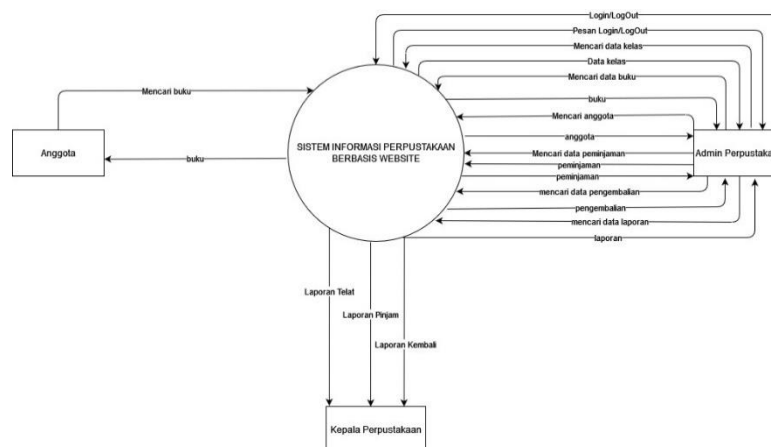 Login/LogOut
Pesan Login/LogOut
Mencari data kelas
Data kelas
Mencari data buku
Mencari buku
buku
Mencari anggota
anggota
SISTEM INFORMASI PERPUSTAKAAN
BERBASIS WEBSITE
Anggota
buku
Mencari data peminjaman
peminjaman
peminjaman
Admin Perpustaka
mencari data pengembalian
pengembalian
mencari data laporan
laporan
Laporan Telat
Laporan Pinjam
Laporan Kembali
Kepala Perpustakaan